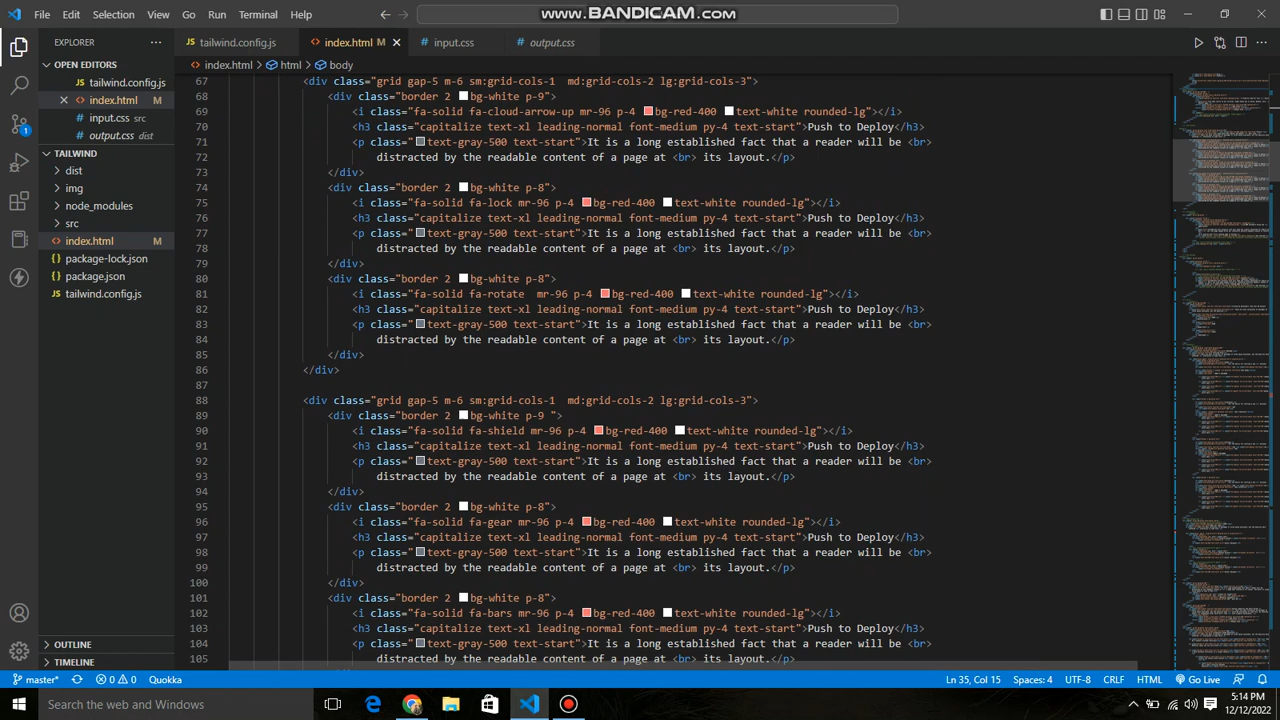 File Edit Selection View Go Run Terminal Help
www.BANDICAM.com
EXPLORER
OPEN EDITORS
tailwind.config.js
index.html M
input.css src
output.css dist
TAILWIND
dist
img
node_modules
src
index.html M
package-lock.json
package.json
tailwind.config.js
OUTLINE
TIMELINE
tailwind.config.js index.html M input.css output.css
index.html > html > body
67 <div class="grid gap-5 m-6 sm:grid-cols-1 md:grid-cols-2 lg:grid-cols-3">
68 <div class="border 2 bg-white p-9">
69 <i class="fa-solid fa- p-4 bg-red-400 text-white rounded-lg"></i>
70 <h3 class="capitalize text-xl leading-normal font-medium py-4 text-start">Push to Deploy</h3>
71 <p class="text-gray-500 text-start">It is a long established fact that a reader will be <br>
72 distracted by the readable content of a page at <br> its layout.</p>
73 </div>
74 <div class="border 2 bg-white p-8">
75 <i class="fa-solid fa-lock mr-56 p-4 bg-red-400 text-white rounded-lg"></i>
76 <h3 class="capitalize text-xl leading-normal font-medium py-4 text-start">Push to Deploy</h3>
77 <p class="text-gray-500 text-start">It is a long established fact that a reader will be <br>
78 distracted by the readable content of a page at <br> its layout.</p>
79 </div>
80 <div class="border 2 bg-white p-8">
81 <i class="fa-solid fa-rotate mr-56 p-4 bg-red-400 text-white rounded-lg"></i>
82 <h3 class="capitalize text-xl leading-normal font-medium py-4 text-start">Push to Deploy</h3>
83 <p class="text-gray-500 text-start">It is a long established fact that a reader will be <br>
84 distracted by the readable content of a page at <br> its layout.</p>
85 </div>
86 </div>
87
88 <div class="grid gap-5 m-6 sm:grid-cols-1 md:grid-cols-2 lg:grid-cols-3">
89 <div class="border 2 bg-white p-8">
90 <i class="fa-solid fa- p-4 bg-red-400 text-white rounded-lg"></i>
91 <h3 class="capitalize text-xl leading-normal font-medium py-4 text-start">Push to Deploy</h3>
92 <p class="text-gray-500 text-start">It is a long established fact that a reader will be <br>
93 distracted by the readable content of a page at <br> its layout.</p>
94 </div>
95 <div class="border 2 bg-white p-8">
96 <i class="fa-solid fa-gear mr-56 p-4 bg-red-400 text-white rounded-lg"></i>
97 <h3 class="capitalize text-xl leading-normal font-medium py-4 text-start">Push to Deploy</h3>
98 <p class="text-gray-500 text-start">It is a long established fact that a reader will be <br>
99 distracted by the readable content of a page at <br> its layout.</p>
100 </div>
101 <div class="border 2 bg-white p-8">
102 <i class="fa-solid fa-lock mr-56 p-4 bg-red-400 text-white rounded-lg"></i>
103 <h3 class="capitalize text-xl leading-normal font-medium py-4 text-start">Push to Deploy</h3>
104 <p class="text-gray-500 text-start">It is a long established fact that a reader will be <br>
105 distracted by the readable content of a page at <br> its layout.</p>
master* 0 0 Quokka Ln 35, Col 15 Spaces: 4 UTF-8 CRLF HTML Go Live
Type here to search
5:14 PM
12/12/2022